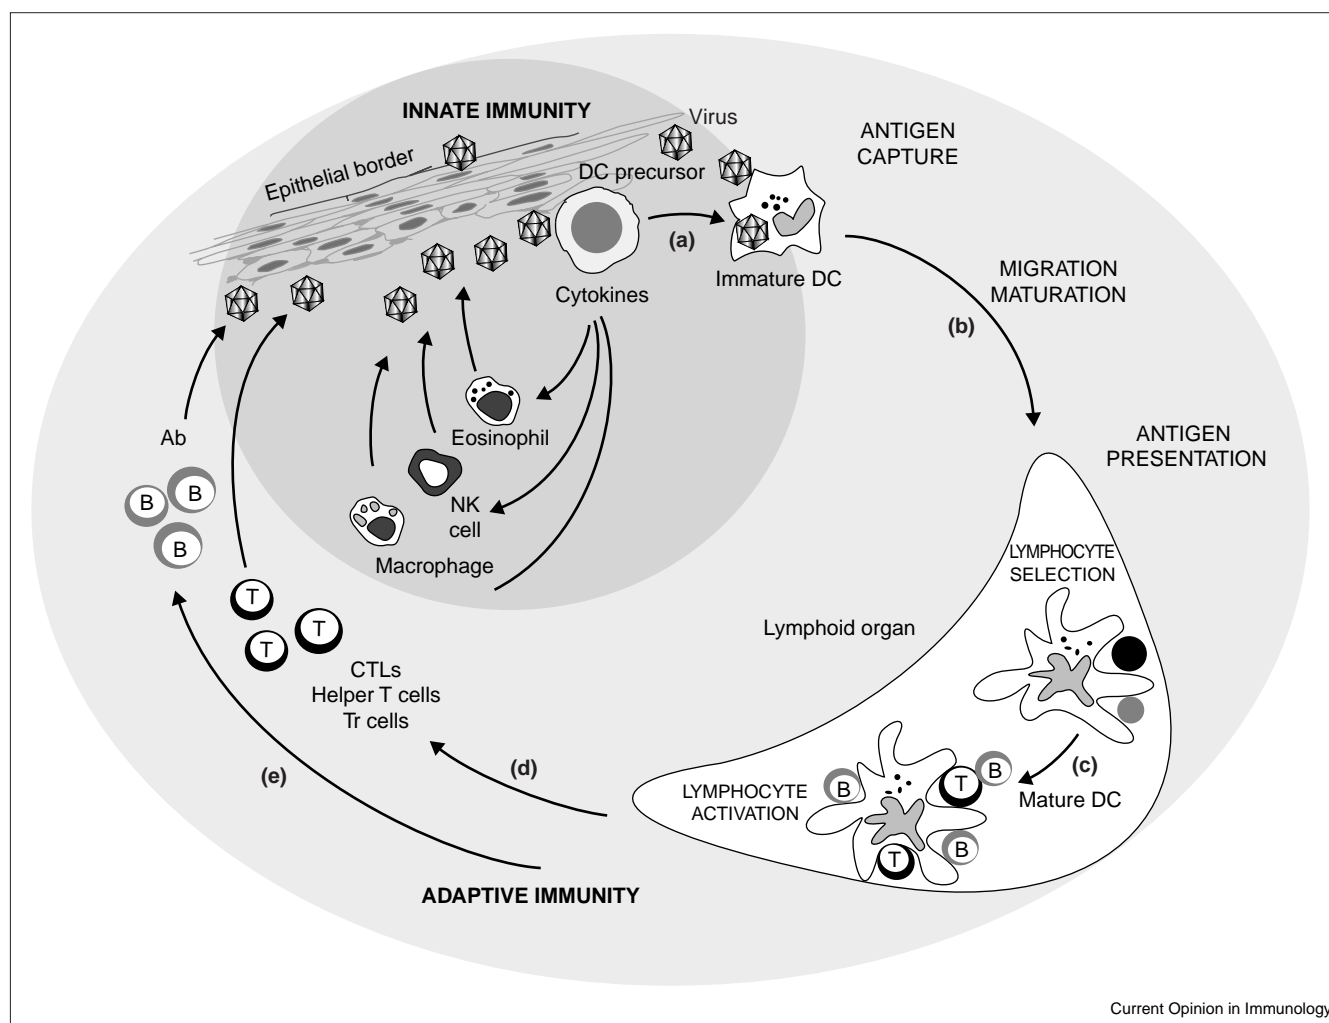 INNATE IMMUNITY
Virus
ANTIGEN
CAPTURE
Epithelial border
DC precursor
(a)
Immature DC
Cytokines
MIGRATION
MATURATION
(b)
Eosinophil
NK
cell
Macrophage
Ab
B
B
B
T
T
T
CTLs
Helper T cells
Tr cells
ANTIGEN
PRESENTATION
LYMPHOCYTE
SELECTION
Lymphoid organ
(c)
Mature DC
LYMPHOCYTE
ACTIVATION
B
T
B
B
T
(d)
(e)
ADAPTIVE IMMUNITY
Current Opinion in Immunology